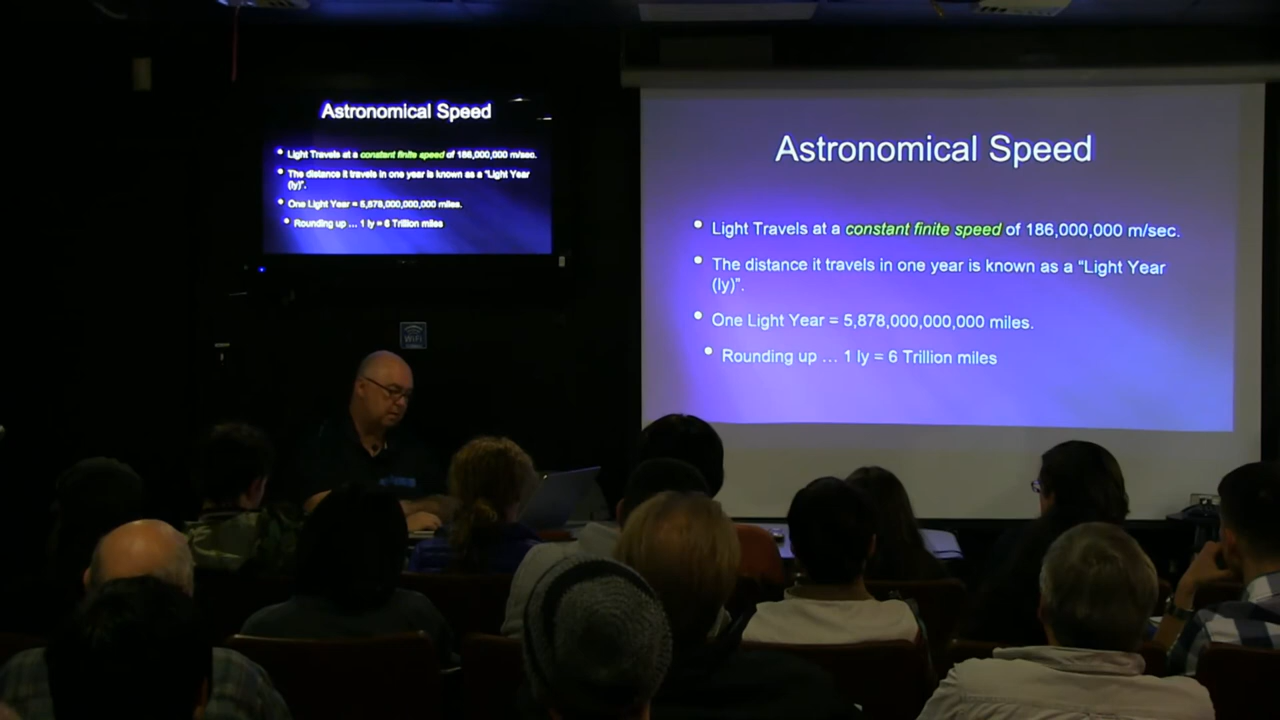 Astronomical Speed
Light Travels at a constant finite speed of 186,000,000 m/sec.
The distance it travels in one year is known as a "Light Year
(ly)".
One Light Year = 5,878,000,000,000 miles.
Rounding up ... 1 ly = 6 Trillion miles
WiFi
Astronomical Speed
Light Travels at a constant finite speed of 186,000,000 m/sec.
The distance it travels in one year is known as a "Light Year
(ly)".
One Light Year = 5,878,000,000,000 miles.
Rounding up ... 1 ly = 6 Trillion miles